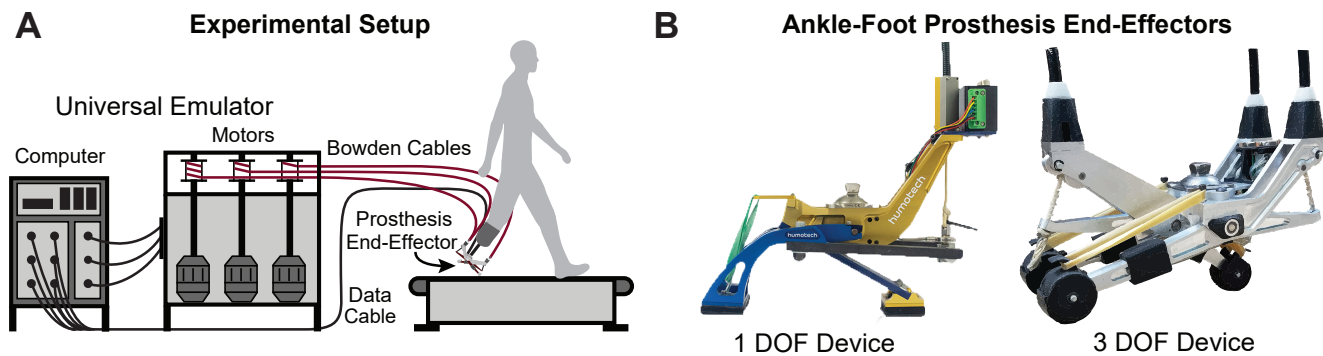 A
Experimental Setup
Universal Emulator
Motors
Computer
Bowden Cables
Prosthesis
End-Effector
Data
Cable
B
Ankle-Foot Prosthesis End-Effectors
humotech
humotech
1 DOF Device
3 DOF Device